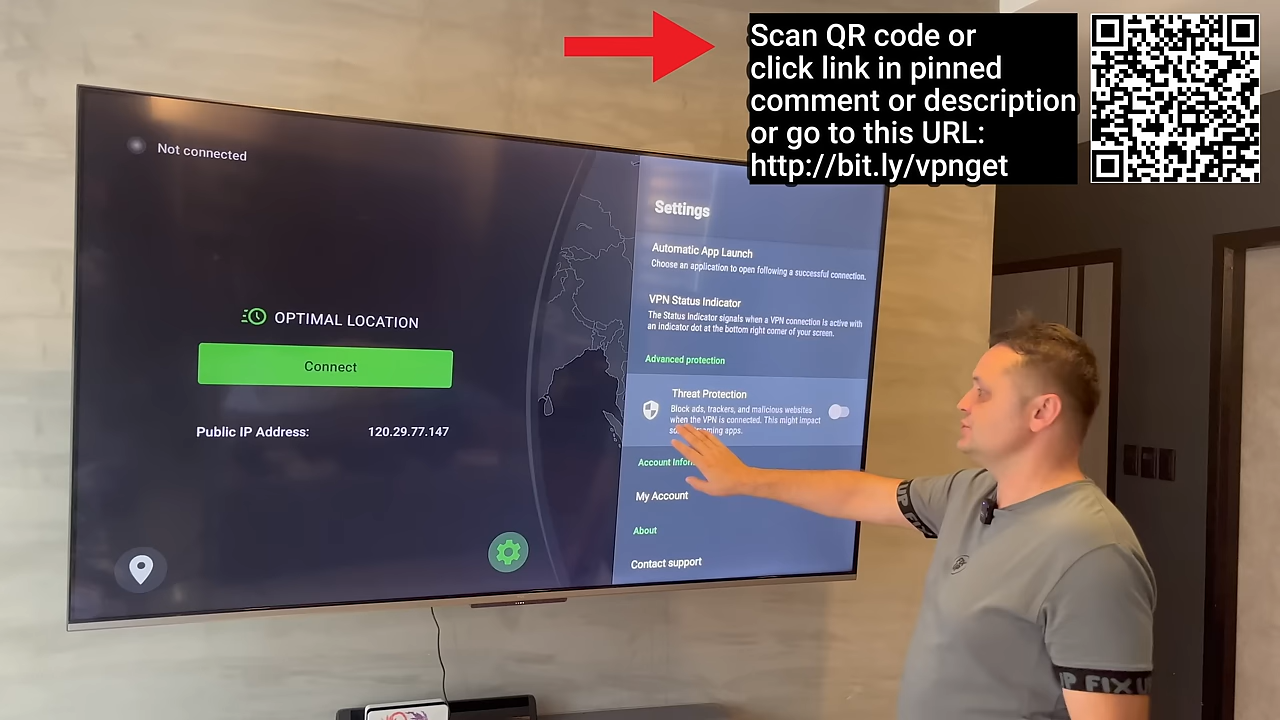 Scan QR code or
click link in pinned
comment or description
or go to this URL:
http://bit.ly/vpnget
Not connected
OPTIMAL LOCATION
Connect
Public IP Address: 120.29.77.147
Settings
Automatic App Launch
Choose an application to open following a successful connection.
VPN Status Indicator
The Status Indicator signals when a VPN connection is active with
an indicator dot at the bottom right corner of your screen.
Advanced protection
Threat Protection
Block ads, trackers, and malicious websites
when the VPN is connected. This might impact
apps.
Account
My Account
About
Contact support
UP FIX U